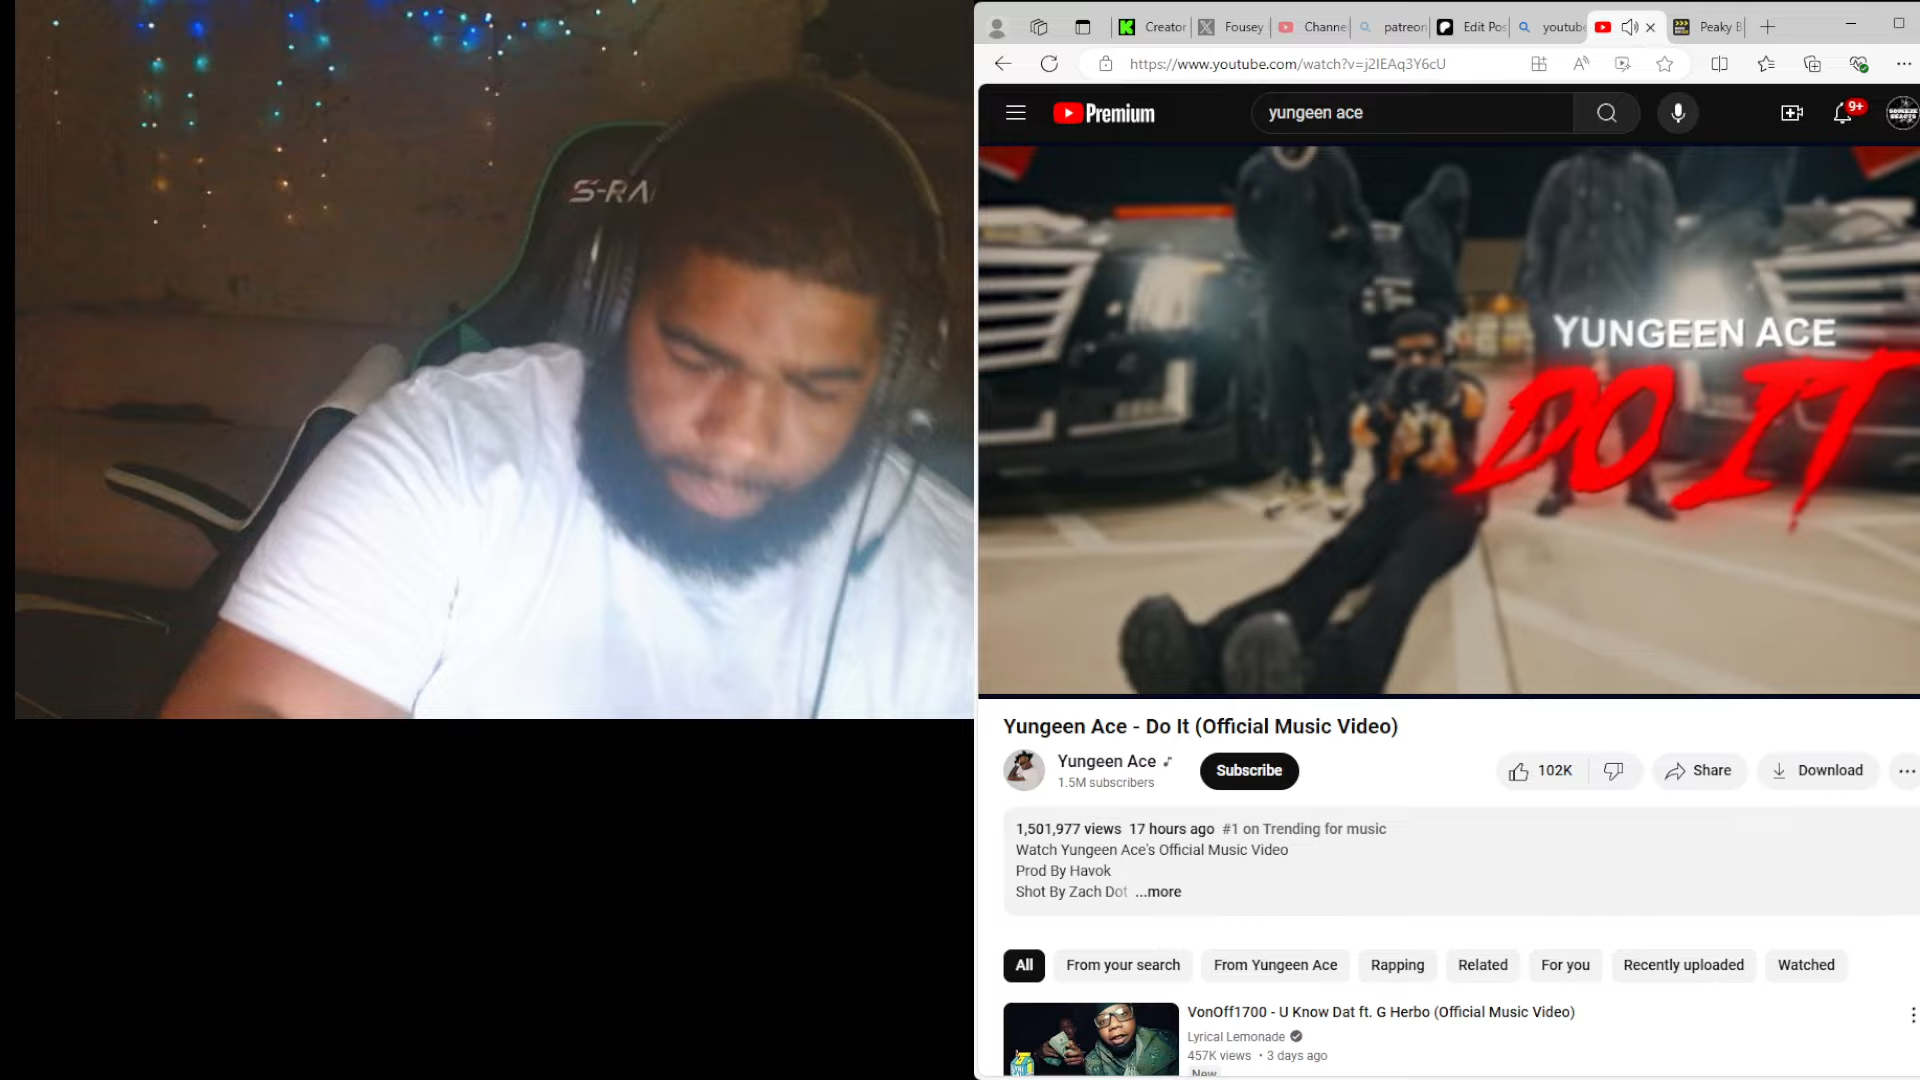 S-RA
Creator
Fousey
Channe
patreon
Edit Pos
youtube
Peaky B
https://www.youtube.com/watch?v=j2IEAq3Y6cU
Premium
yungeen ace
9+
YUNGEEN ACE
DO IT
Yungeen Ace - Do It (Official Music Video)
Yungeen Ace
1.5M subscribers
Subscribe
102K
Share
Download
1,501,977 views 17 hours ago #1 on Trending for music
Watch Yungeen Ace's Official Music Video
Prod By Havok
Shot By Zach Dot ...more
All
From your search
From Yungeen Ace
Rapping
Related
For you
Recently uploaded
Watched
VonOff1700 - U Know Dat ft. G Herbo (Official Music Video)
Lyrical Lemonade
457K views • 3 days ago
New